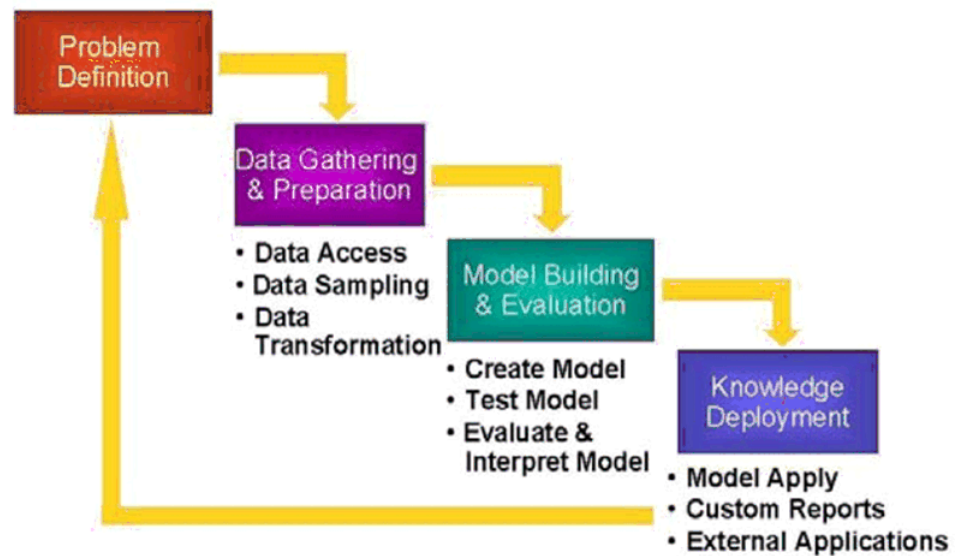 Problem
Definition
Data Gathering
& Preparation
• Data Access
• Data Sampling
• Data
Transformation
Model Building
& Evaluation
• Create Model
• Test Model
• Evaluate &
Interpret Model
Knowledge
Deployment
• Model Apply
• Custom Reports
• External Applications